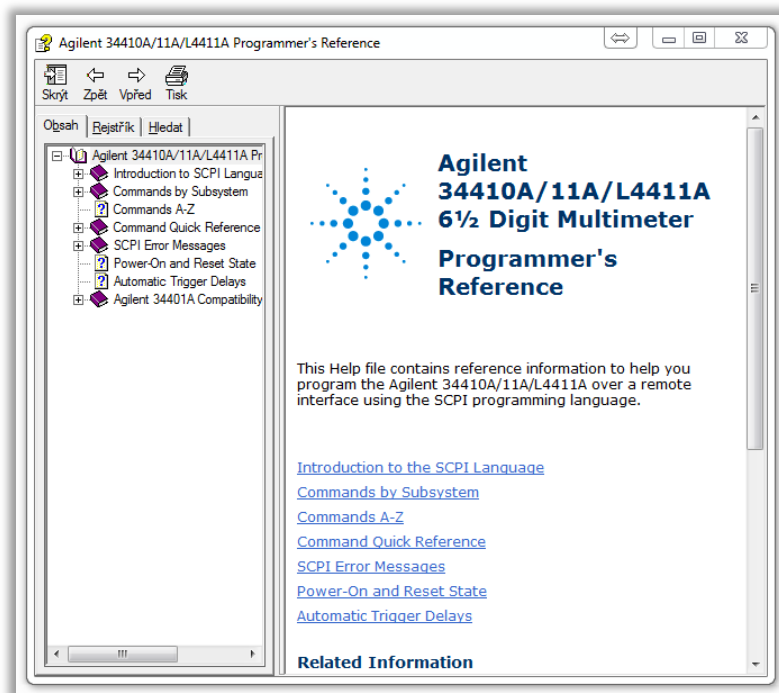 Agilent 34410A/11A/L4411A Programmer's Reference
Skrýt Zpět Vpřed Tisk
Obsah Rejstřík Hledat
Agilent 34410A/11A/L4411A Pr
Introduction to SCPI Langua
Commands by Subsystem
Commands A-Z
Command Quick Reference
SCPI Error Messages
Power-On and Reset State
Automatic Trigger Delays
Agilent 34401A Compatibility
Agilent
34410A/11A/L4411A
6½ Digit Multimeter
Programmer's
Reference
This Help file contains reference information to help you
program the Agilent 34410A/11A/L4411A over a remote
interface using the SCPI programming language.
Introduction to the SCPI Language
Commands by Subsystem
Commands A-Z
Command Quick Reference
SCPI Error Messages
Power-On and Reset State
Automatic Trigger Delays
Related Information